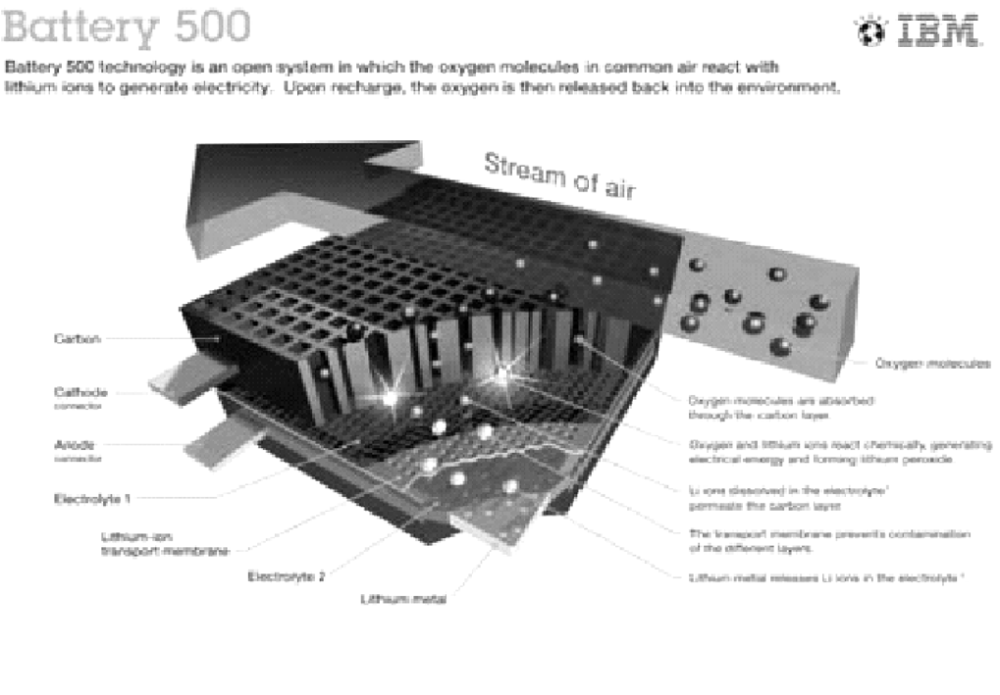 Battery 500
IBM
Battery 500 technology is an open system in which the oxygen molecules in common air react with
lithium ions to generate electricity. Upon recharge, the oxygen is then released back into the environment.
Stream of air
Carbon
Cathode
connector
Anode
connector
Electrolyte 1
Lithium-ion
transport membrane
Electrolyte 2
Lithium metal
Oxygen molecules
Oxygen molecules are absorbed
through the carbon layer
Oxygen and lithium ions react chemically, generating
electrical energy and forming lithium peroxide
Li ions dissolved in the electrolyte
permeate the carbon layer
The transport membrane prevents contamination
of the different layers
Lithium metal releases Li ions in the electrolyte